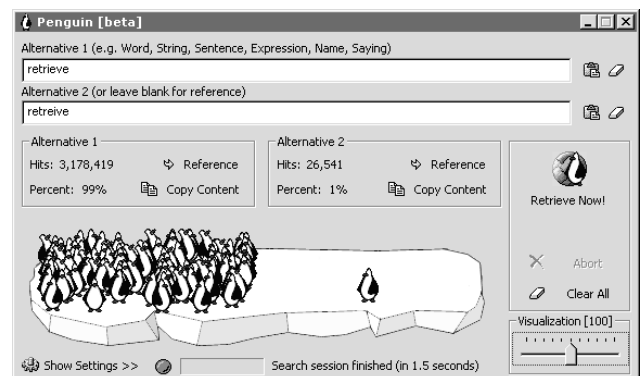 Penguin [beta]
Alternative 1 (e.g. Word, String, Sentence, Expression, Name, Saying)
retrieve
Alternative 2 (or leave blank for reference)
retreive
Alternative 1
Hits: 3,178,419 Reference
Percent: 99% Copy Content
Alternative 2
Hits: 26,541 Reference
Percent: 1% Copy Content
Retrieve Now!
Abort
Clear All
Visualization [100]
Show Settings >> Search session finished (in 1.5 seconds)